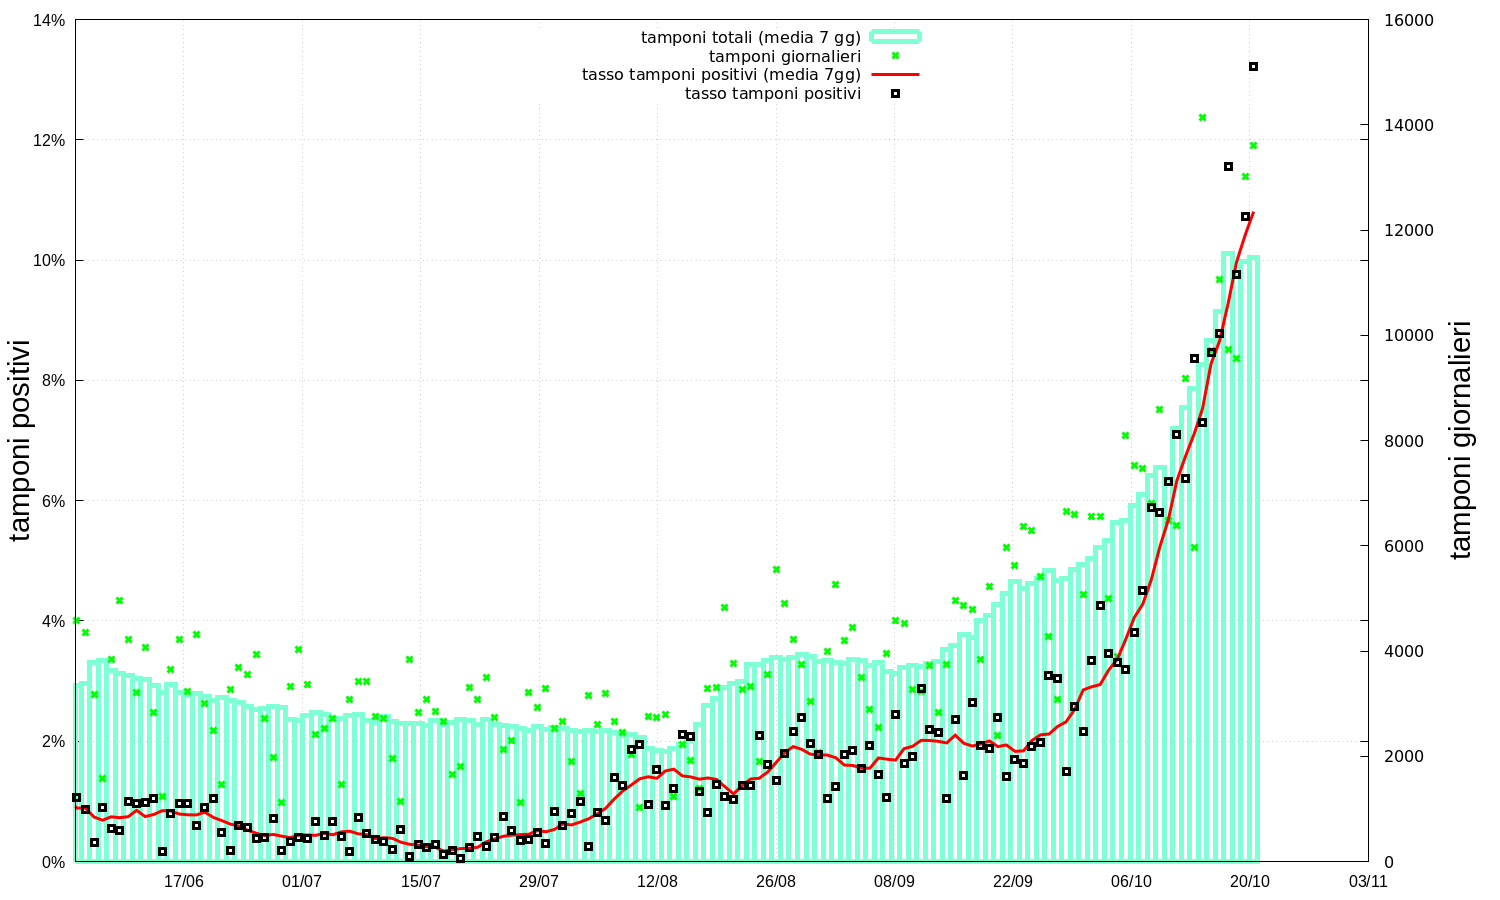 tamponi totali (media 7 gg)
tamponi giornalieri
tasso tamponi positivi (media 7gg)
tasso tamponi positivi
14%
12%
10%
8%
6%
4%
2%
0%
tamponi positivi
16000
14000
12000
10000
8000
6000
4000
2000
0
tamponi giornalieri
17/06 01/07 15/07 29/07 12/08 26/08 08/09 22/09 06/10 20/10 03/11